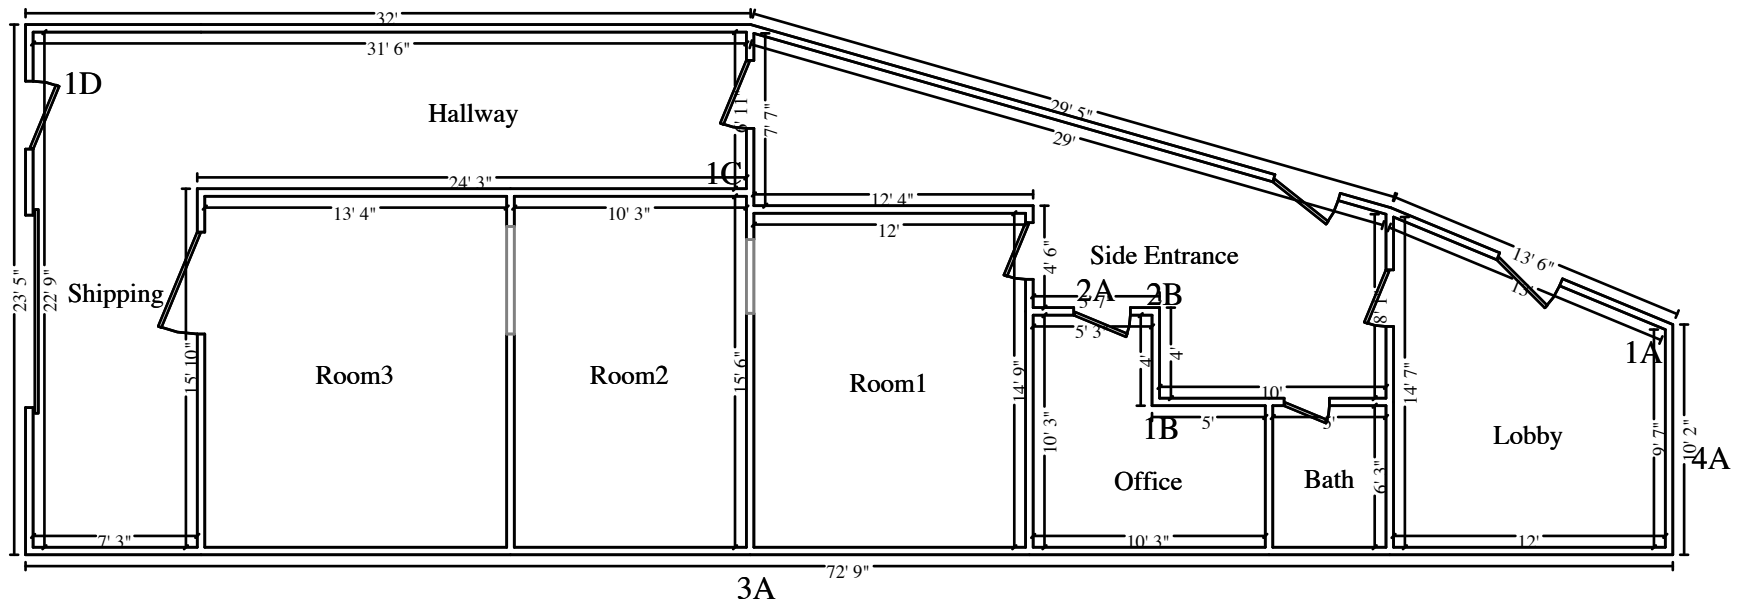 32'
31' 6"
1D
Hallway
6' 11"
7' 7"
29' 5"
29'
1C
24' 3"
12' 4"
13' 4"
10' 3"
12'
Side Entrance
4' 6"
13' 6"
13'
23' 5"
22' 9"
Shipping
2A
2B
5' 7"
5' 3"
8' 1"
4'
4'
1A
15' 10"
Room3
Room2
15' 6"
Room1
14' 9"
10'
14' 7"
5'
5'
1B
10' 3"
Lobby
9' 7"
10' 2"
4A
Office
Bath
6' 3"
7' 3"
10' 3"
12'
72' 9"
3A